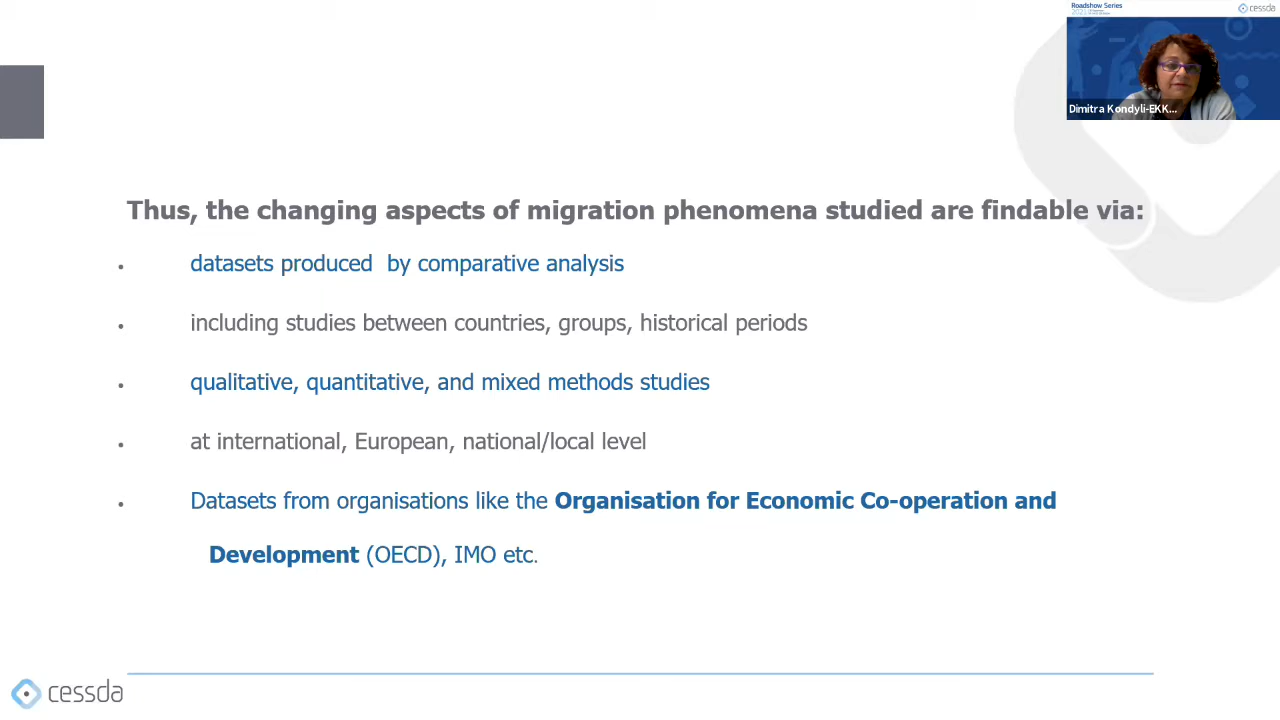 Roadshow Series
2021
cessda
Dimitra Kondyli-EKK...
Thus, the changing aspects of migration phenomena studied are findable via:
• datasets produced by comparative analysis
• including studies between countries, groups, historical periods
• qualitative, quantitative, and mixed methods studies
• at international, European, national/local level
• Datasets from organisations like the Organisation for Economic Co-operation and
Development (OECD), IMO etc.
cessda